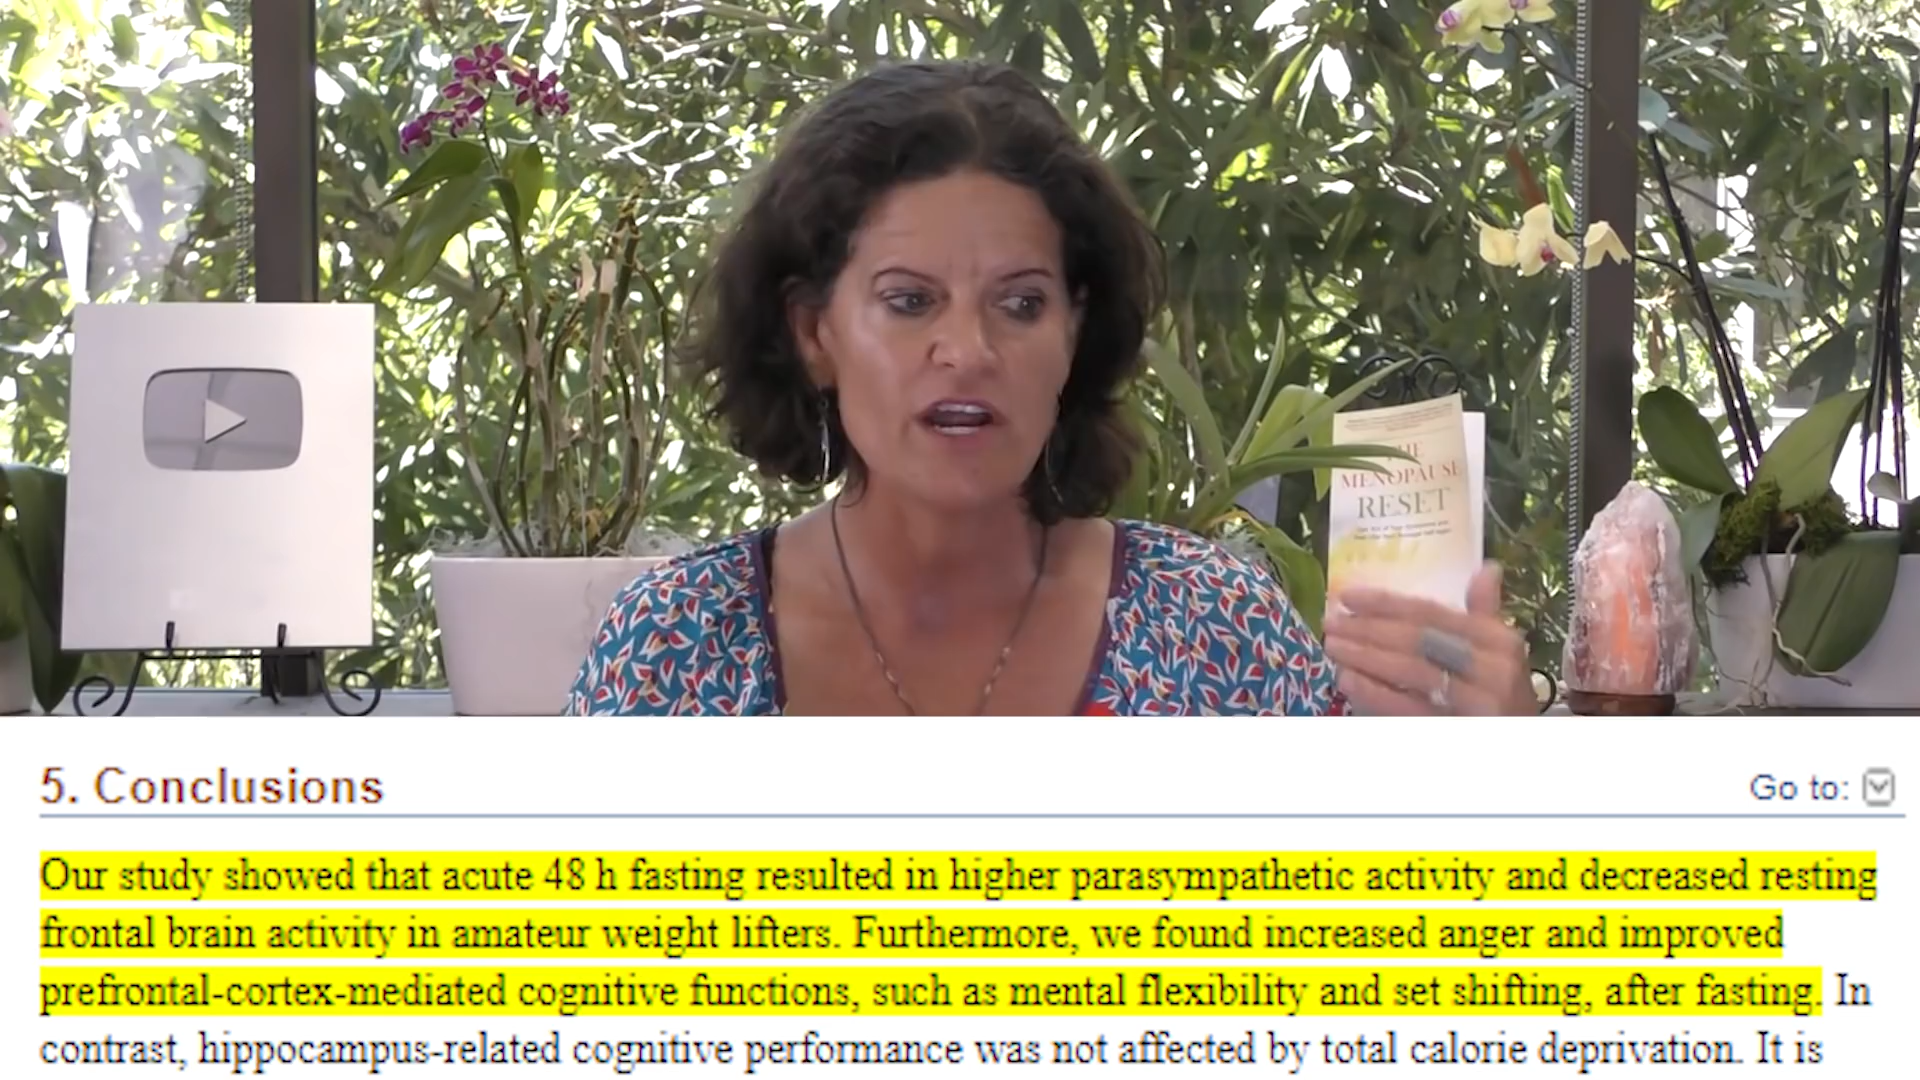 THE
MENOPAUSE
RESET
5. Conclusions
Go to:
Our study showed that acute 48 h fasting resulted in higher parasympathetic activity and decreased resting
frontal brain activity in amateur weight lifters. Furthermore, we found increased anger and improved
prefrontal-cortex-mediated cognitive functions, such as mental flexibility and set shifting, after fasting. In
contrast, hippocampus-related cognitive performance was not affected by total calorie deprivation. It is